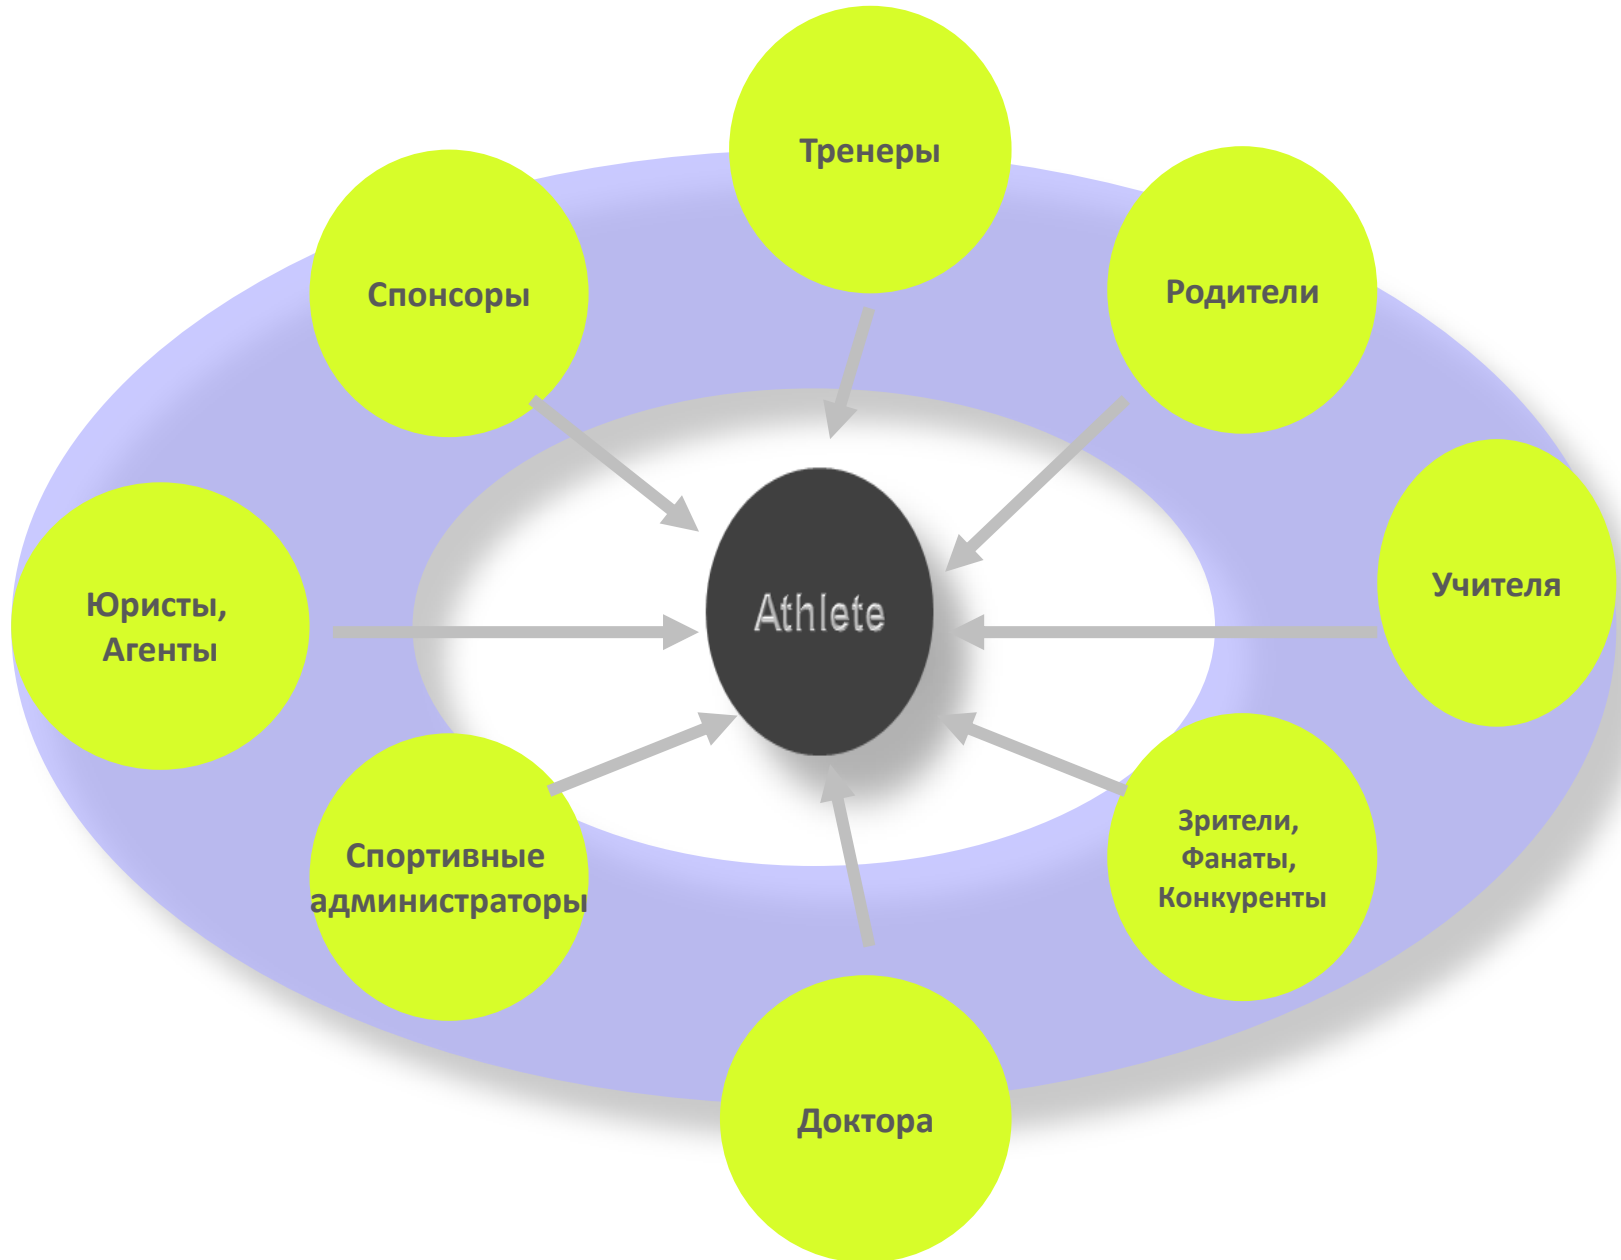 Тренеры
Спонсоры
Родители
Юристы,
Агенты
Athlete
Учителя
Спортивные
администраторы
Зрители,
Фанаты,
Конкуренты
Доктора